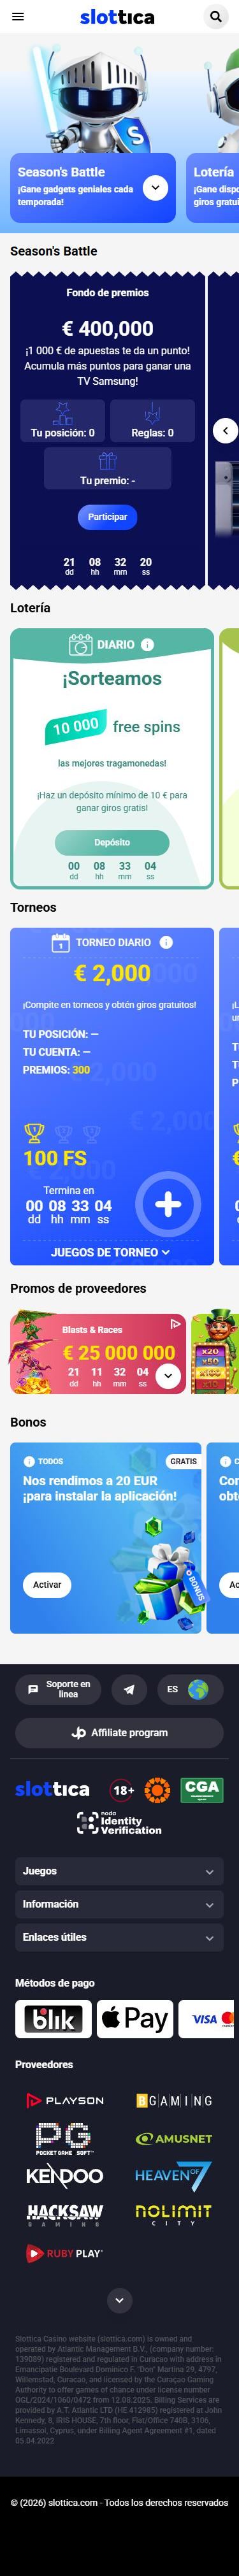 slottica
Season's Battle
¡Gane gadgets geniales cada
temporada!
Lotería
¡Gane dispo
giros gratui
Season's Battle
Fondo de premios
€ 400,000
¡1 000 € de apuestas te da un punto!
Acumula más puntos para ganar una
TV Samsung!
Tu posición: 0
Reglas: 0
Tu premio: -
Participar
21 08 32 20
dd hh mm ss
Lotería
DIARIO
¡Sorteamos
10 000 free spins
las mejores tragamonedas!
¡Haz un depósito mínimo de 10 € para
ganar giros gratis!
Depósito
00 08 33 04
dd hh mm ss
Torneos
TORNEO DIARIO
€ 2,000
¡Compite en torneos y obtén giros gratuitos!
TU POSICIÓN: —
TU CUENTA: —
PREMIOS: 300
100 FS
Termina en
00 08 33 04
dd hh mm ss
JUEGOS DE TORNEO
Promo de proveedores
Blasts & Races
€ 25 000 000
21 11 32 04
dd hh mm ss
x20
x50
x100
x10
Bonos
TODOS
GRATIS
Nos rendimos a 20 EUR
¡para instalar la aplicación!
BONUS
Activar
Soporte en
línea
ES
Affiliate program
slottica
18+
CGA
noda
Identity
Verification
Juegos
Información
Enlaces útiles
Métodos de pago
blik
Pay
VISA
Proveedores
PLAYSON
BGAMING
PG
POCKET GAME SOFT
AMUSNET
KENDOO
HEAVEN OF 7
HACKSAW
GAMING
NOLIMIT
CITY
RUBY PLAY
Slottica Casino website (slottica.com) is owned and
operated by Atlantic Management B.V., (company number:
139089) registered and regulated in Curacao with address in
Emancipatie Boulevard Dominico F. "Don" Martina 29, 4797,
Willemstad, Curacao, and licensed by the Curaçao Gaming
Authority to offer games of chance under license number
OGL/2024/1060/0472 from 12.08.2025. Billing Services are
provided by A.T. Atlantic LTD (HE 412985) registered at John
Kennedy, 8, IRIS HOUSE, 7th floor, Flat/Office 740B, 3106,
Limassol, Cyprus, under Billing Agent Agreement #1, dated
05.04.2022
© (2026) slottica.com - Todos los derechos reservados